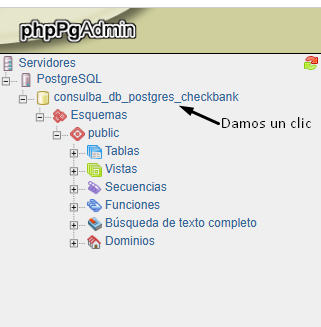 phpPgAdmin
Servidores
PostgreSQL
consulba_db_postgres_checkbank
Esquemas
Damos un clic
public
Tablas
Vistas
Secuencias
Funciones
Búsqueda de texto completo
Dominios